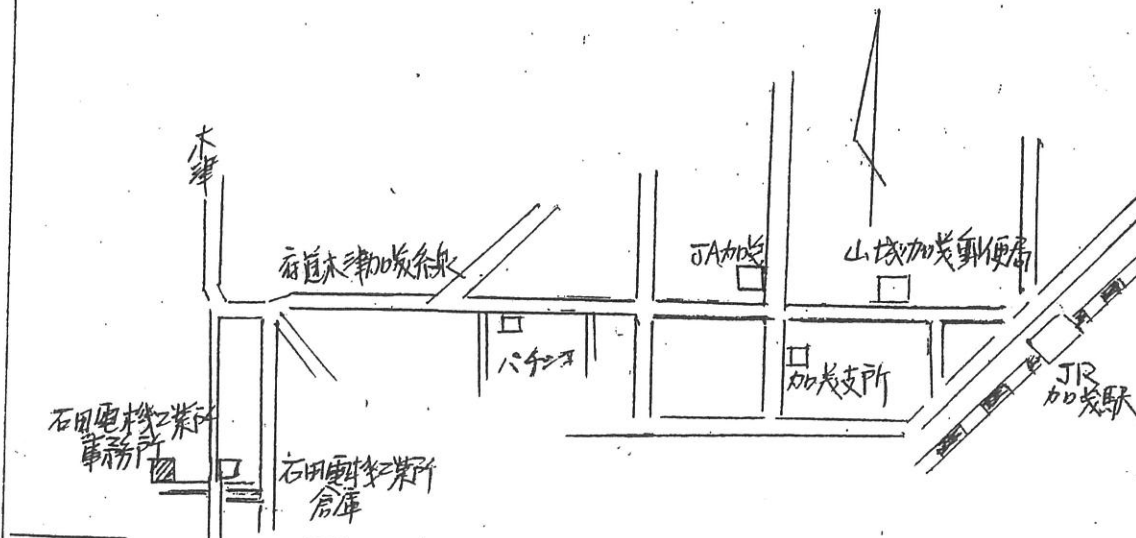 木津
府道木津加茂線
JA加茂
山城加茂郵便局
パチンコ
加茂支所
JR
加茂駅
石田電機工業所
事務所
石田電機工業所
倉庫